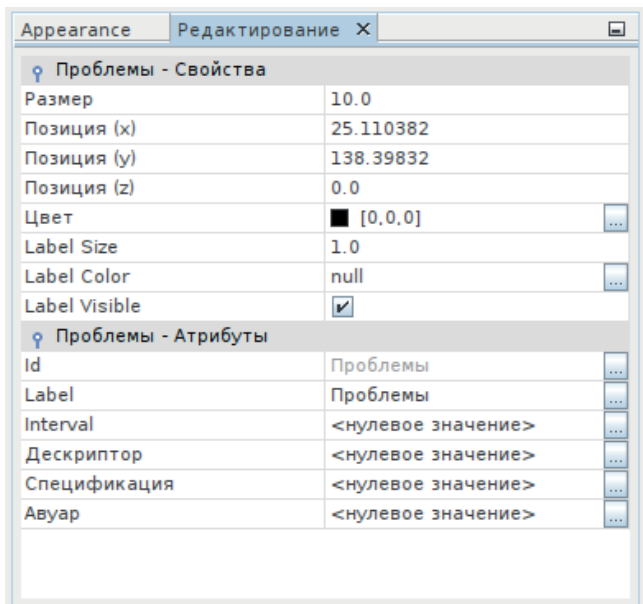 Appearance Редактирование X
Проблемы - Свойства
Размер 10.0
Позиция (x) 25.110382
Позиция (y) 138.39832
Позиция (z) 0.0
Цвет [0,0,0] ...
Label Size 1.0
Label Color null ...
Label Visible
Проблемы - Атрибуты
Id Проблемы ...
Label Проблемы ...
Interval <нулевое значение> ...
Дескриптор <нулевое значение> ...
Спецификация <нулевое значение> ...
Авуар <нулевое значение> ...